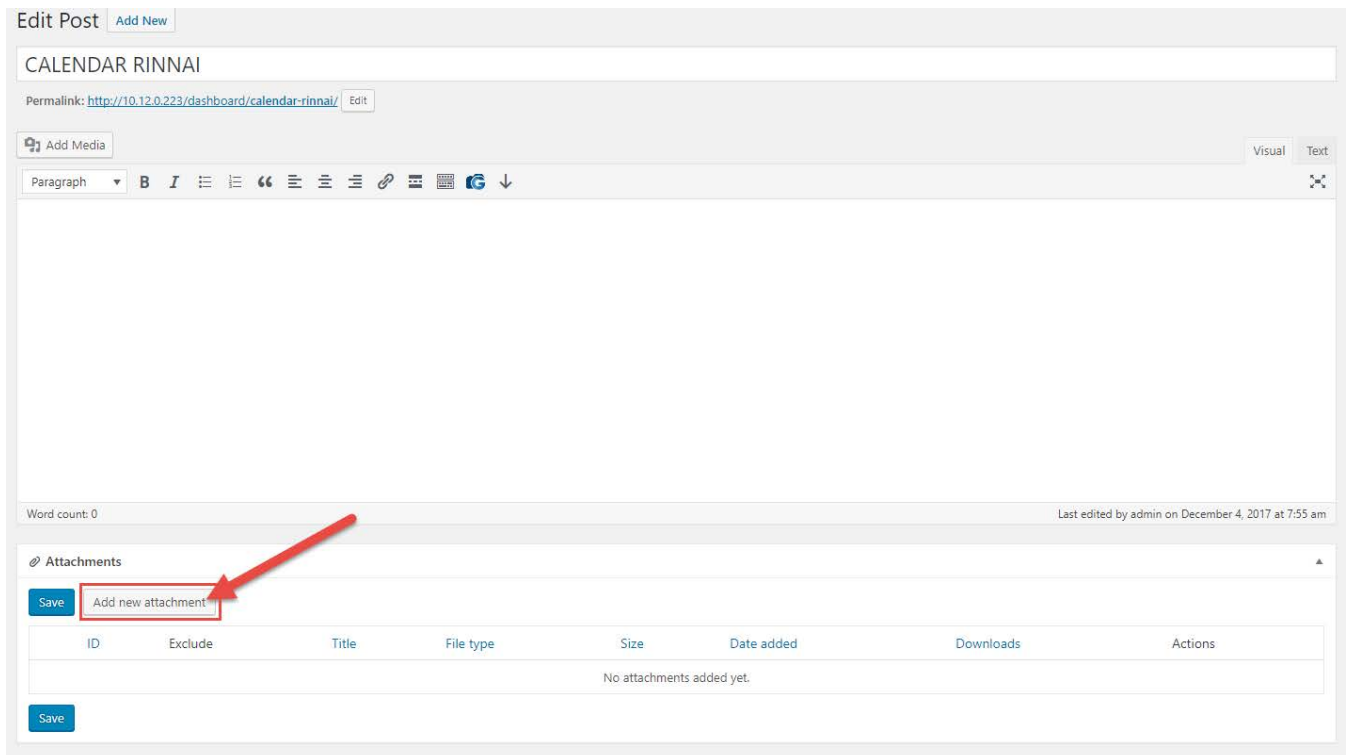 Edit Post Add New
CALENDAR RINNAI
Permalink: http://10.12.0.223/dashboard/calendar-rinnai/ Edit
Add Media
Visual Text
Paragraph
Word count: 0 Last edited by admin on December 4, 2017 at 7:55 am
Attachments
Save Add new attachment
ID Exclude Title File type Size Date added Downloads Actions
No attachments added yet.
Save